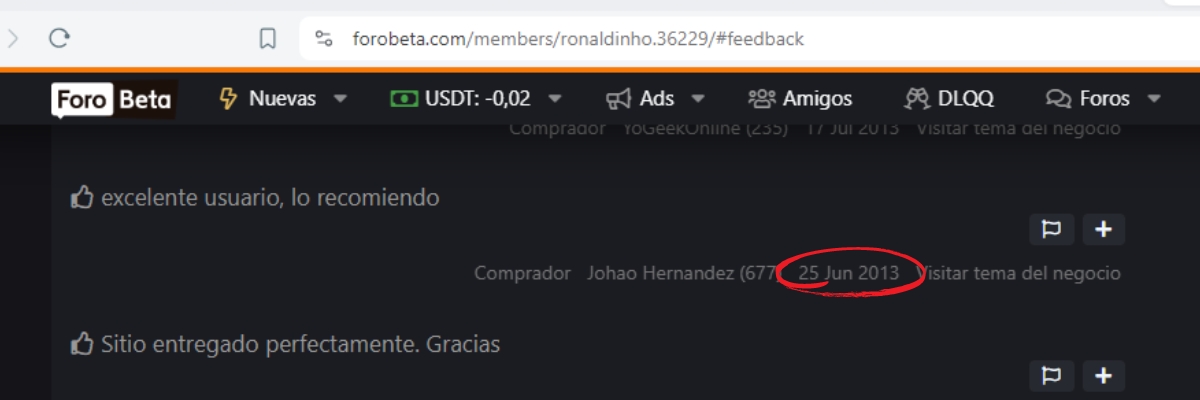 forobeta.com/members/ronaldinho.36229/#feedback
Foro Beta Nuevas USDT: -0,02 Ads Amigos DLQQ Foros
Comprador YoGeekOnline (235) 17 Jul 2013 Visitar tema del negocio
excelente usuario, lo recomiendo
Comprador Johao Hernandez (677) 25 Jun 2013 Visitar tema del negocio
Sitio entregado perfectamente. Gracias